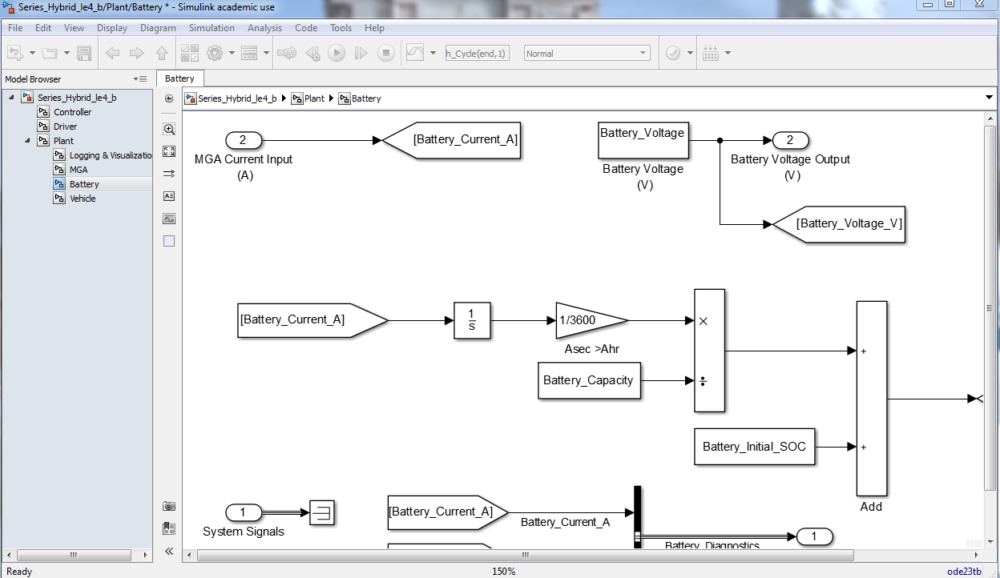 Series_Hybrid_le4_b/Plant/Battery * - Simulink academic use
File Edit View Display Diagram Simulation Analysis Code Tools Help
h_Cycle(end,1)
Normal
Model Browser
Battery
Series_Hybrid_le4_b
Controller
Driver
Plant
Logging & Visualizatio
MGA
Battery
Vehicle
Series_Hybrid_le4_b Plant Battery
2
MGA Current Input
(A)
[Battery_Current_A]
Battery_Voltage
Battery Voltage
(V)
2
Battery Voltage Output
(V)
[Battery_Voltage_V]
[Battery_Current_A]
1
s
1/3600
Asec >Ahr
Battery_Capacity
×
÷
Battery_Initial_SOC
+
+
Add
1
System Signals
[Battery_Current_A]
Battery_Current_A
Battery_Diagnostics
1
Ready
150%
ode23tb